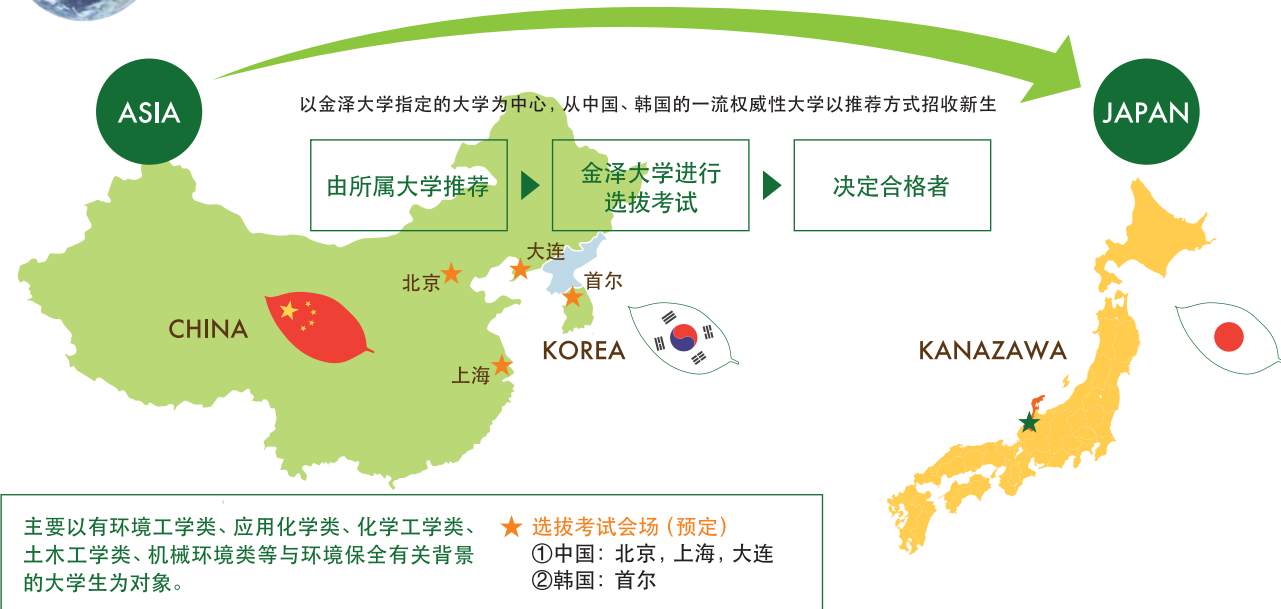 ASIA
JAPAN
以金泽大学指定的大学为中心，从中国、韩国的一流权威性大学以推荐方式招收新生
由所属大学推荐
金泽大学进行
选拔考试
决定合格者
大连
北京
首尔
CHINA
KOREA
KANAZAWA
上海
主要以有环境工学类、应用化学类、化学工学类、
土木工学类、机械环境类等与环境保全有关背景
的大学生为对象。
★ 选拔考试会场（预定）
①中国：北京，上海，大连
②韩国：首尔